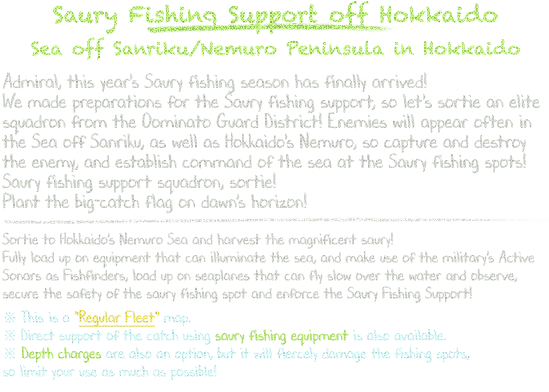 Saury Fishing Support off Hokkaido
Sea off Sanriku/Nemuro Peninsula in Hokkaido
Admiral, this year's Saury fishing season has finally arrived!
We made preparations for the Saury fishing support, so let's sortie an elite
squadron from the Oominato Guard District! Enemies will appear often in
the Sea off Sanriku, as well as Hokkaido's Nemuro, so capture and destroy
the enemy, and establish command of the sea at the Saury fishing spots!
Saury fishing support squadron, sortie!
Plant the big-catch flag on dawn's horizon!
Sortie to Hokkaido's Nemuro Sea and harvest the magnificent saury!
Fully load up on equipment that can illuminate the sea, and make use of the military's Active
Sonars as Fishfinders, load up on seaplanes that can fly slow over the water and observe,
secure the safety of the saury fishing spot and enforce the Saury Fishing Support!
※ This is a "Regular Fleet" map.
※ Direct support of the catch using saury fishing equipment is also available.
※ Depth charges are also an option, but it will fiercely damage the fishing spots,
so limit your use as much as possible!